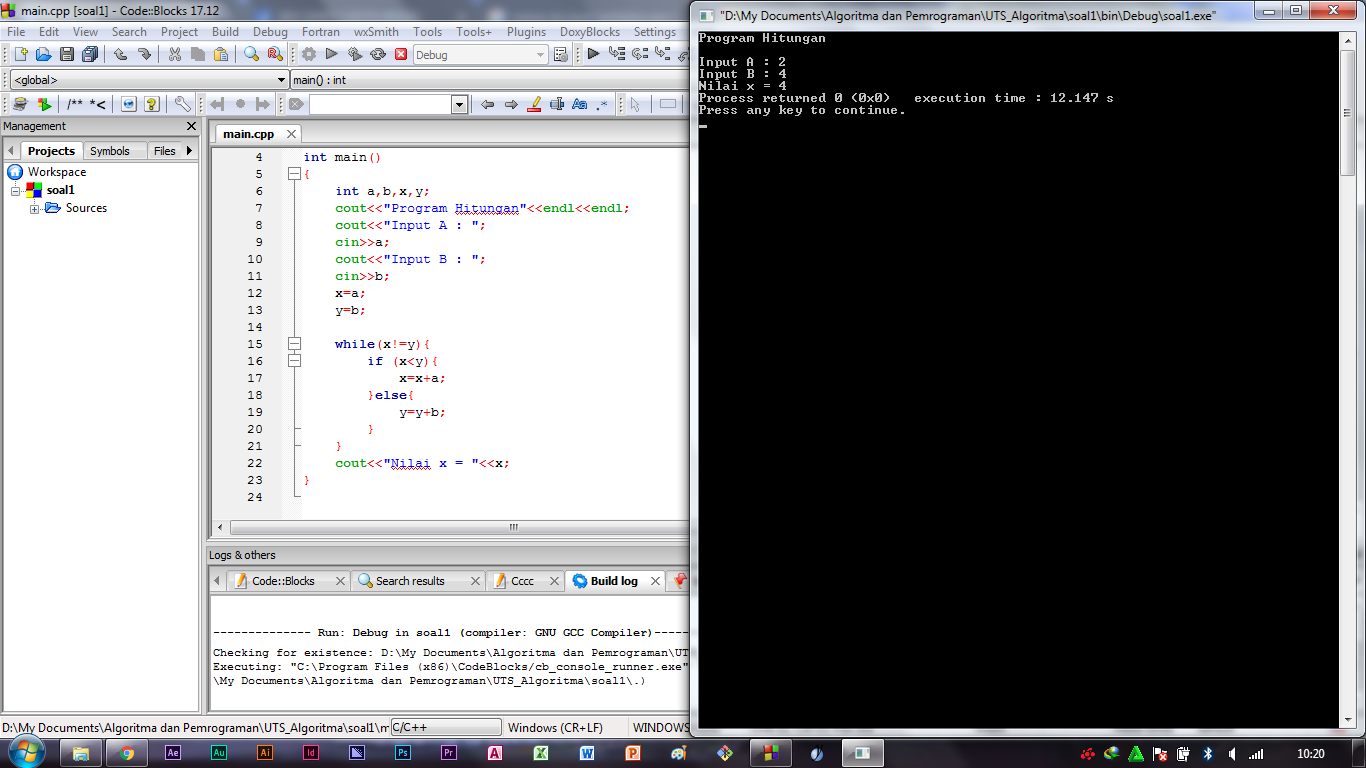 main.cpp [soal1] - Code::Blocks 17.12
File Edit View Search Project Build Debug Fortran wxSmith Tools Tools+ Plugins DoxyBlocks Settings
Debug
<global> main() : int
/** *< ?
Aa .*
Management
Projects Symbols Files
Workspace
soal1
Sources
main.cpp
4 int main()
5 {
6 int a,b,x,y;
7 cout<<"Program Hitungan"<<endl<<endl;
8 cout<<"Input A : ";
9 cin>>a;
10 cout<<"Input B : ";
11 cin>>b;
12 x=a;
13 y=b;
14
15 while(x!=y){
16 if (x<y){
17 x=x+a;
18 }else{
19 y=y+b;
20 }
21 }
22 cout<<"Nilai x = "<<x;
23 }
24
Logs & others
Code::Blocks Search results Cccc Build log
-------------- Run: Debug in soal1 (compiler: GNU GCC Compiler)-----
Checking for existence: D:\My Documents\Algoritma dan Pemrograman\UT
Executing: "C:\Program Files (x86)\CodeBlocks/cb_console_runner.exe"
\My Documents\Algoritma dan Pemrograman\UTS_Algoritma\soal1\.)
D:\My Documents\Algoritma dan Pemrograman\UTS_Algoritma\soal1\m C/C++ Windows (CR+LF) WINDOWS
"D:\My Documents\Algoritma dan Pemrograman\UTS_Algoritma\soal1\bin\Debug\soal1.exe"
Program Hitungan
Input A : 2
Input B : 4
Nilai x = 4
Process returned 0 (0x0) execution time : 12.147 s
Press any key to continue.
Ae Au Ai Id Ps Pr A X W P 10:20